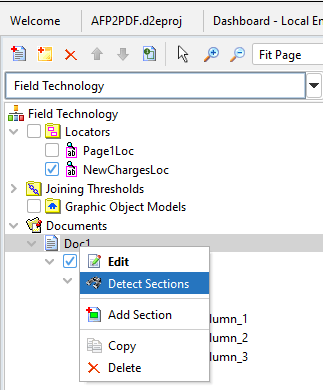 Welcome AFP2PDF.d2eproj Dashboard - Local En
Fit Page
Field Technology
Field Technology
Locators
Page1Loc
NewChargesLoc
Joining Thresholds
Graphic Object Models
Documents
Doc1
Edit
Detect Sections
Add Section
lumn_1
lumn_2
Copy
lumn_3
Delete